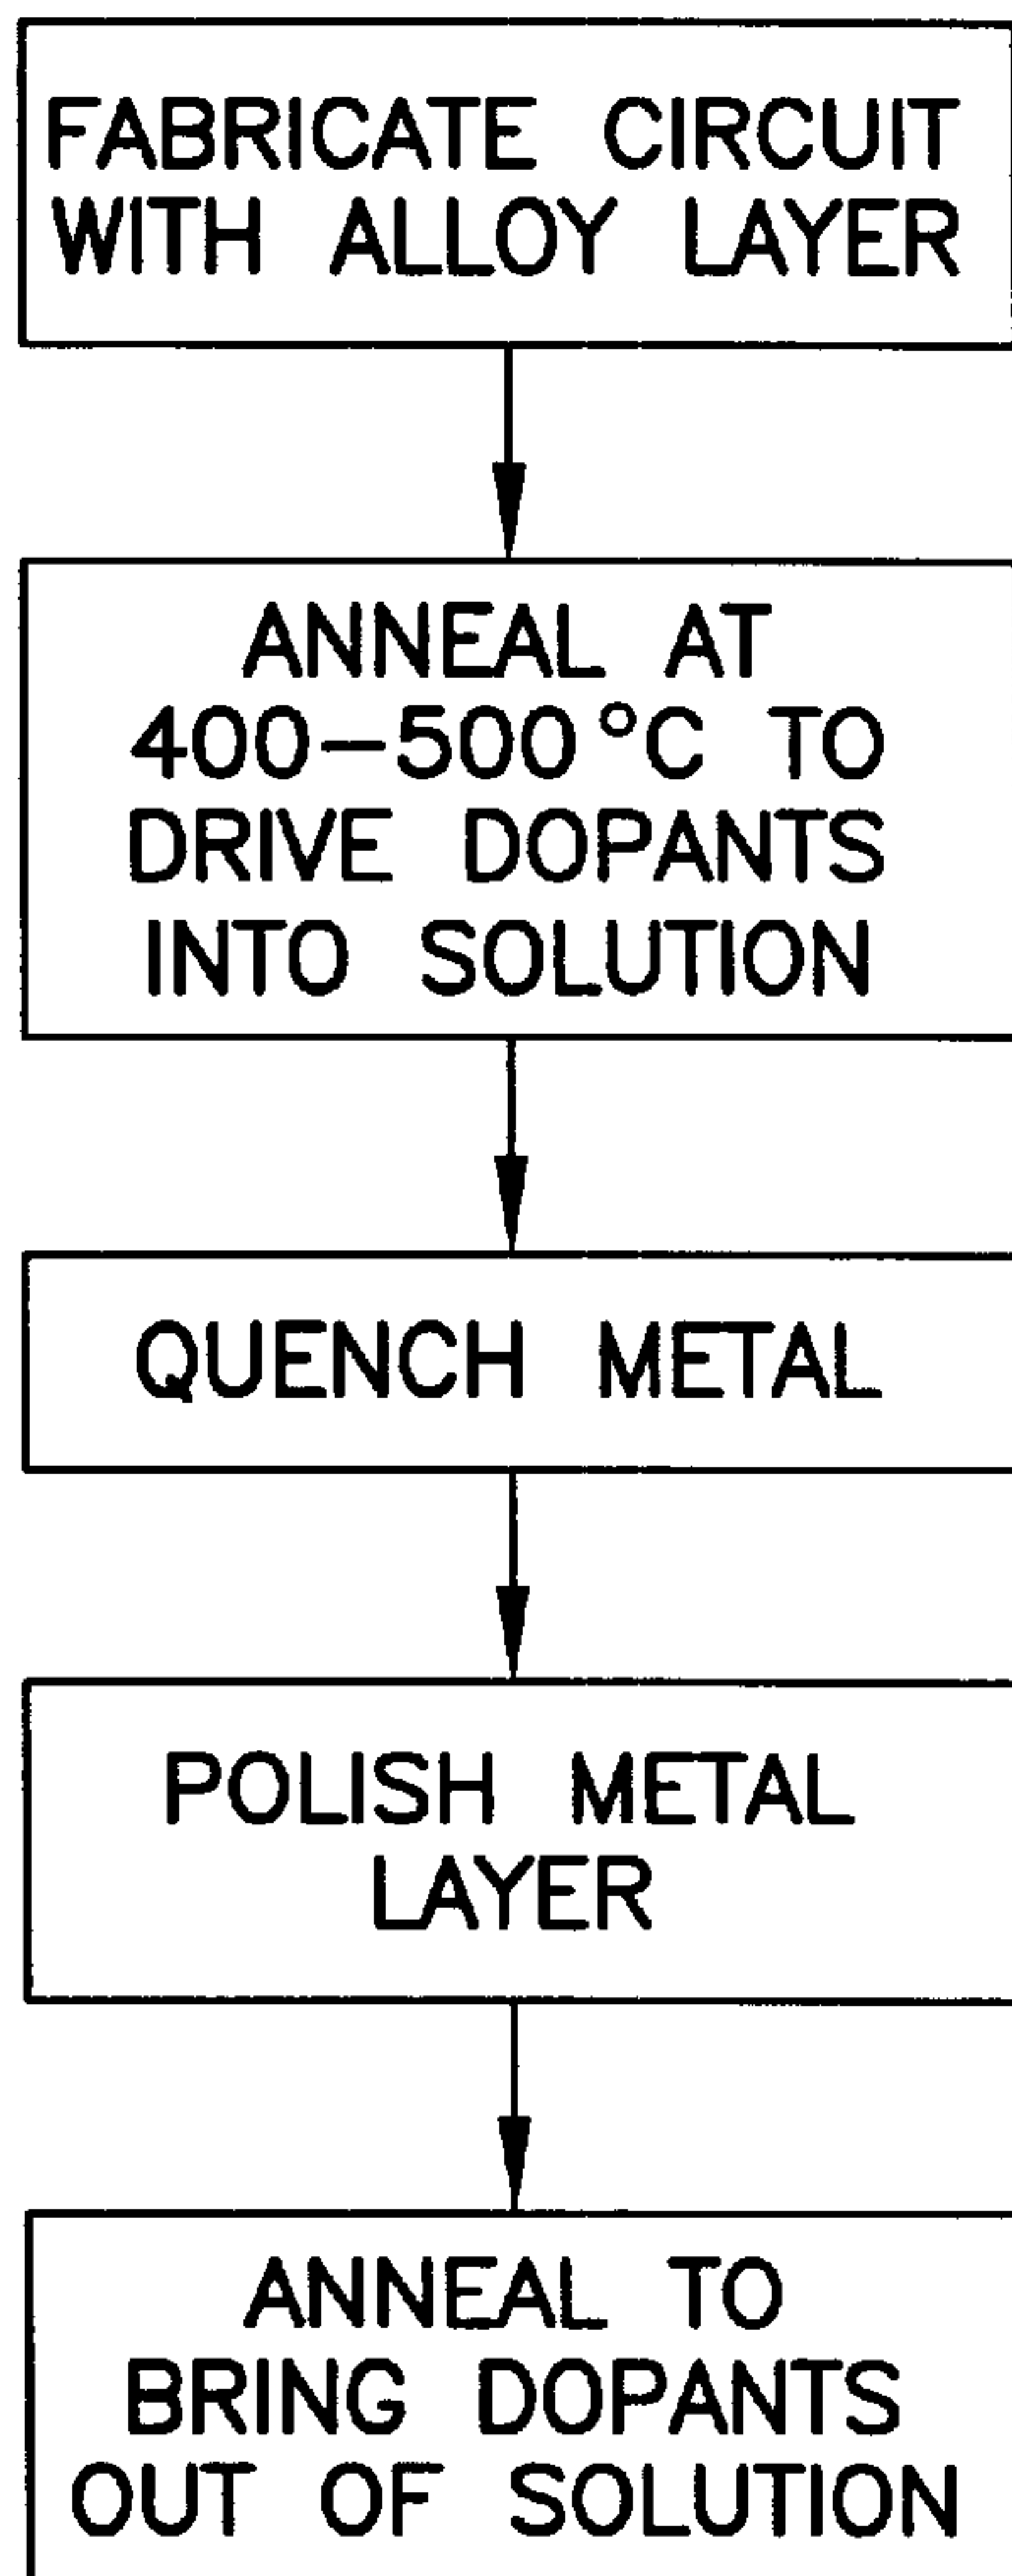 FABRICATE CIRCUIT
WITH ALLOY LAYER
ANNEAL AT
400-500°C TO
DRIVE DOPANTS
INTO SOLUTION
QUENCH METAL
POLISH METAL
LAYER
ANNEAL TO
BRING DOPANTS
OUT OF SOLUTION